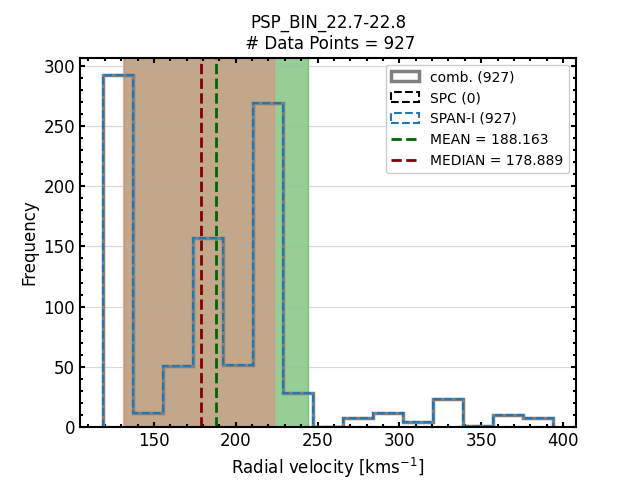 PSP_BIN_22.7-22.8
# Data Points = 927
300
250
200
150
100
50
0
Frequency
comb. (927)
SPC (0)
SPAN-I (927)
MEAN = 188.163
MEDIAN = 178.889
150 200 250 300 350 400
Radial velocity [kms⁻¹]